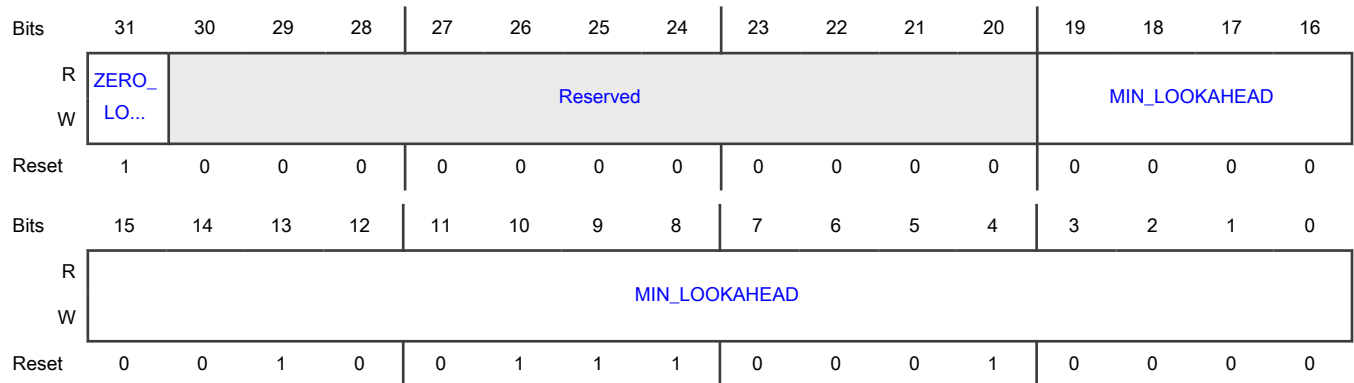 Bits 31 30 29 28 27 26 25 24 23 22 21 20 19 18 17 16
R
W
ZERO_
LO...
Reserved
MIN_LOOKAHEAD
Reset 1 0 0 0 0 0 0 0 0 0 0 0 0 0 0 0
Bits 15 14 13 12 11 10 9 8 7 6 5 4 3 2 1 0
R
W
MIN_LOOKAHEAD
Reset 0 0 1 0 0 1 1 1 0 0 0 1 0 0 0 0